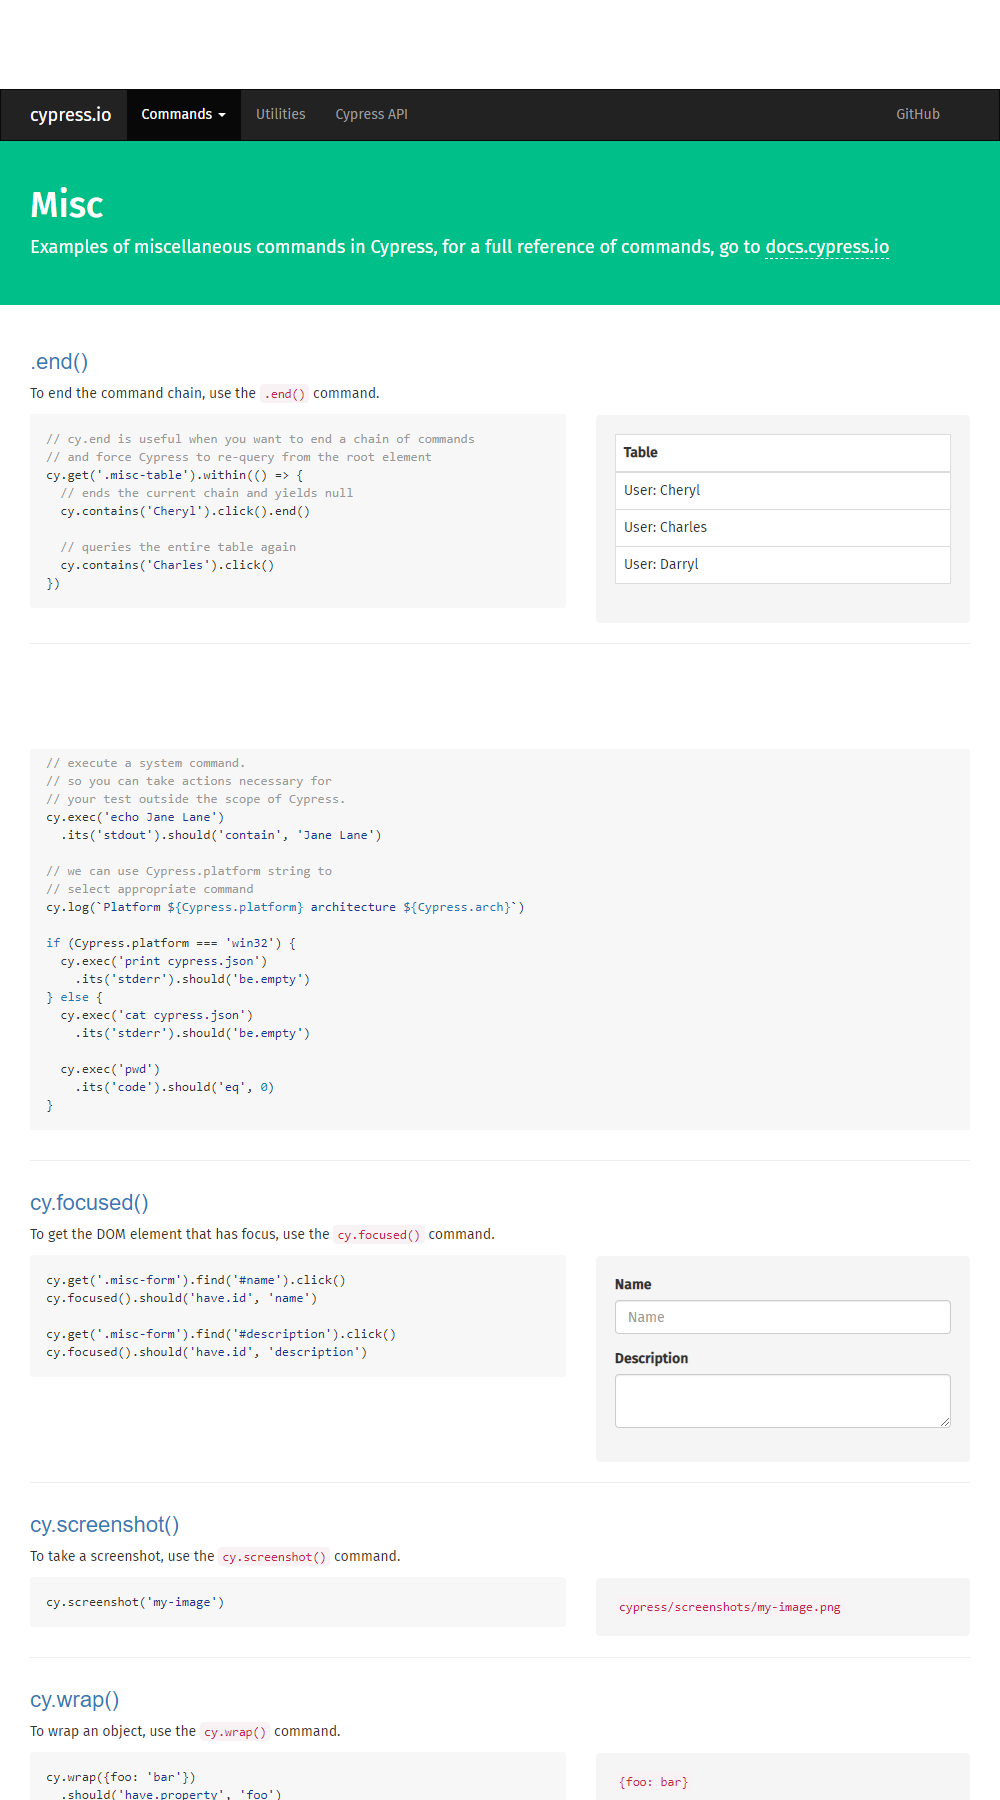 cypress.io Commands Utilities Cypress API GitHub
Misc
Examples of miscellaneous commands in Cypress, for a full reference of commands, go to docs.cypress.io
.end()
To end the command chain, use the .end() command.
// cy.end is useful when you want to end a chain of commands
// and force Cypress to re-query from the root element
cy.get('.misc-table').within(() => {
  // ends the current chain and yields null
  cy.contains('Cheryl').click().end()
  // queries the entire table again
  cy.contains('Charles').click()
})
Table
User: Cheryl
User: Charles
User: Darryl
// execute a system command.
// so you can take actions necessary for
// your test outside the scope of Cypress.
cy.exec('echo Jane Lane')
  .its('stdout').should('contain', 'Jane Lane')
// we can use Cypress.platform string to
// select appropriate command
cy.log(`Platform ${Cypress.platform} architecture ${Cypress.arch}`)
if (Cypress.platform === 'win32') {
  cy.exec('print cypress.json')
    .its('stderr').should('be.empty')
} else {
  cy.exec('cat cypress.json')
    .its('stderr').should('be.empty')
  cy.exec('pwd')
    .its('code').should('eq', 0)
}
cy.focused()
To get the DOM element that has focus, use the cy.focused() command.
cy.get('.misc-form').find('#name').click()
cy.focused().should('have.id', 'name')
cy.get('.misc-form').find('#description').click()
cy.focused().should('have.id', 'description')
Name
Name
Description
cy.screenshot()
To take a screenshot, use the cy.screenshot() command.
cy.screenshot('my-image')
cypress/screenshots/my-image.png
cy.wrap()
To wrap an object, use the cy.wrap() command.
cy.wrap({foo: 'bar'})
  .should('have.property', 'foo')
{foo: bar}